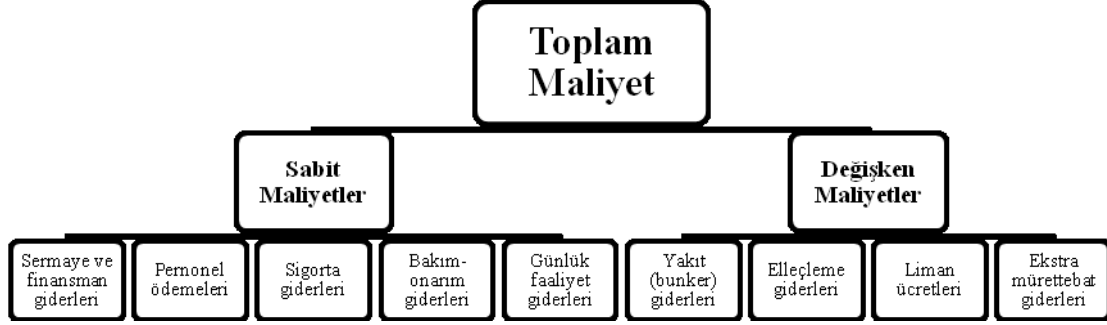 Toplam
Maliyet
Sabit
Maliyetler
Değişken
Maliyetler
Sermaye ve
finansman
giderleri
Pernonel
ödemeleri
Sigorta
giderleri
Bakım-
onarım
giderleri
Günlük
faaliyet
giderleri
Yakıt
(bunker)
giderleri
Elleçleme
giderleri
Liman
ücretleri
Ekstra
mürettebat
giderleri